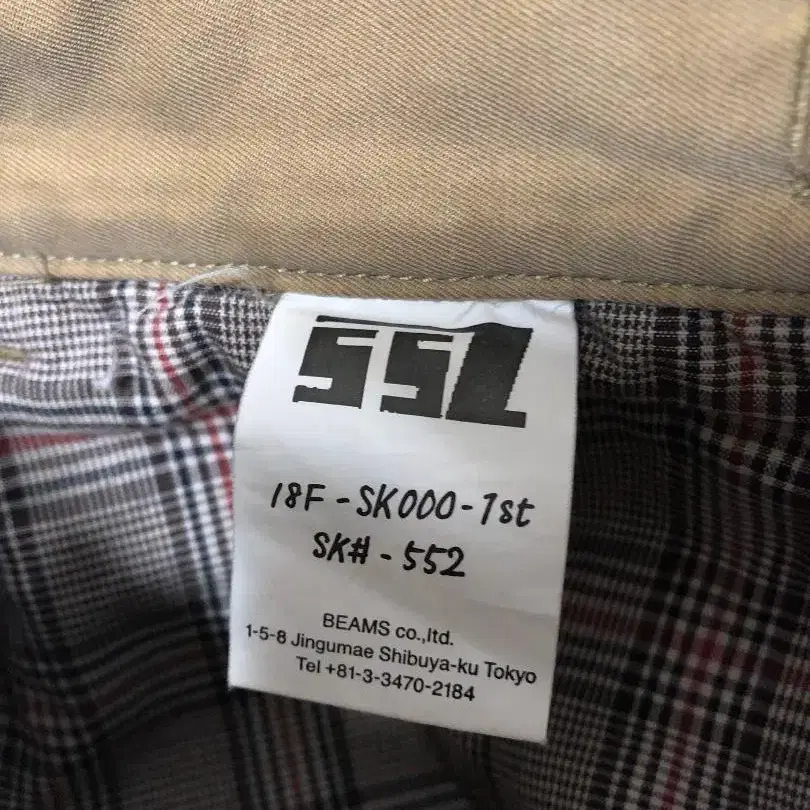 SSZ
18F-SK000-1st
SK#-552
BEAMS co.,ltd.
1-5-8 Jingumae Shibuya-ku Tokyo
Tel +81-3-3470-2184